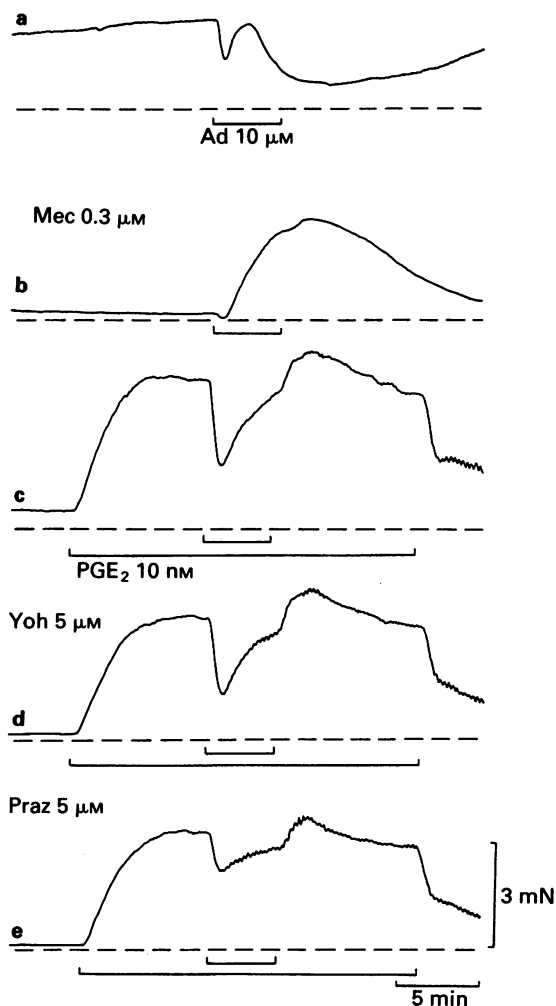 a
Ad 10 μM
Mec 0.3 μM
b
c
PGE2 10 nM
Yoh 5 μM
d
Praz 5 μM
3 mN
e
5 min